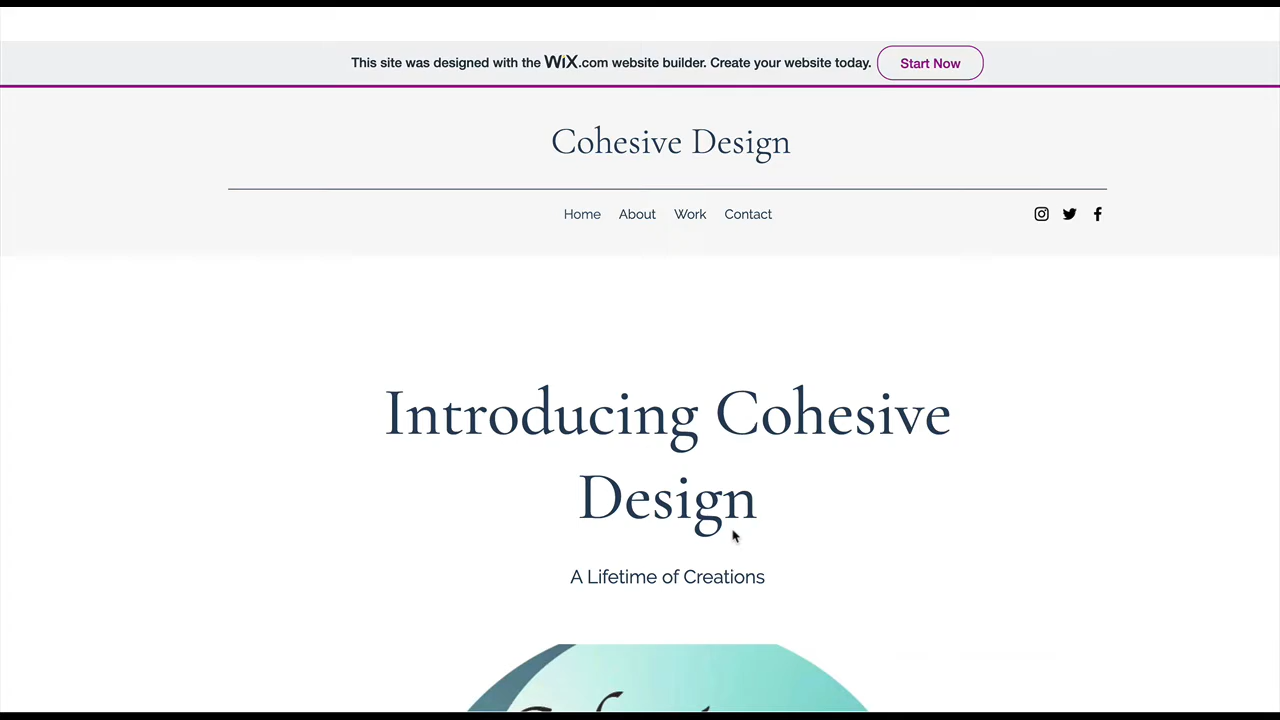 This site was designed with the WiX.com website builder. Create your website today. Start Now
Cohesive Design
Home About Work Contact
Introducing Cohesive
Design
A Lifetime of Creations